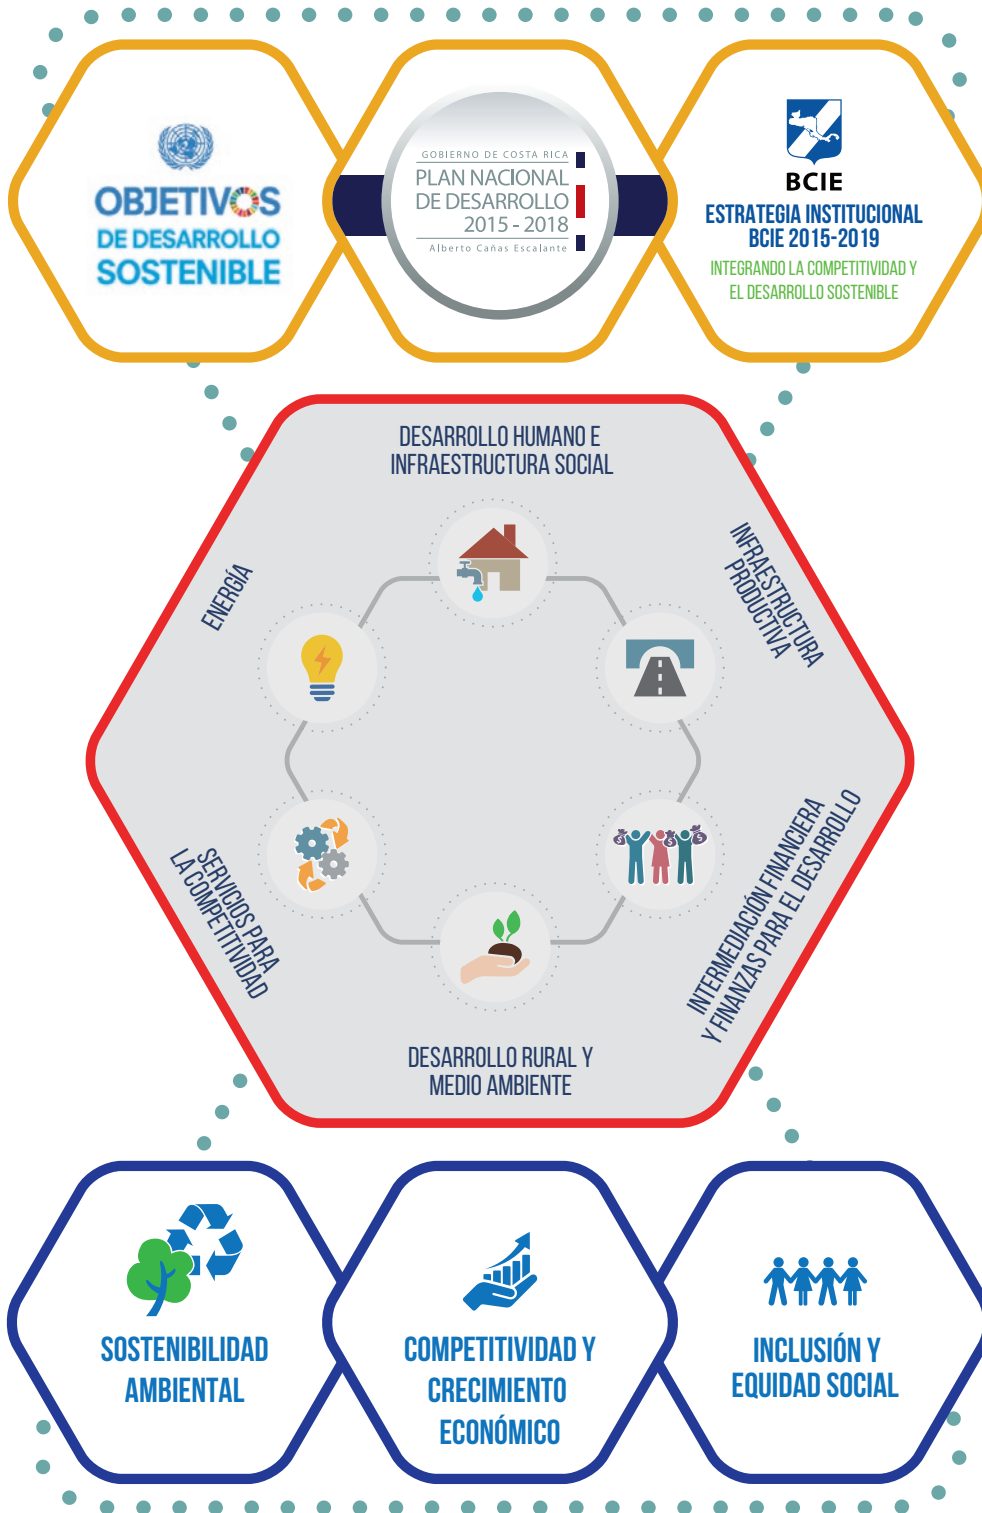 OBJETIVOS
DE DESARROLLO
SOSTENIBLE
GOBIERNO DE COSTA RICA
PLAN NACIONAL
DE DESARROLLO
2015 - 2018
Alberto Cañas Escalante
BCIE
ESTRATEGIA INSTITUCIONAL
BCIE 2015-2019
INTEGRANDO LA COMPETITIVIDAD Y
EL DESARROLLO SOSTENIBLE
DESARROLLO HUMANO E
INFRAESTRUCTURA SOCIAL
ENERGÍA
INFRAESTRUCTURA
PRODUCTIVA
SERVICIOS PARA
LA COMPETITIVIDAD
INTERMEDIACIÓN FINANCIERA
Y FINANZAS PARA EL DESARROLLO
DESARROLLO RURAL Y
MEDIO AMBIENTE
SOSTENIBILIDAD
AMBIENTAL
COMPETITIVIDAD Y
CRECIMIENTO
ECONÓMICO
INCLUSIÓN Y
EQUIDAD SOCIAL